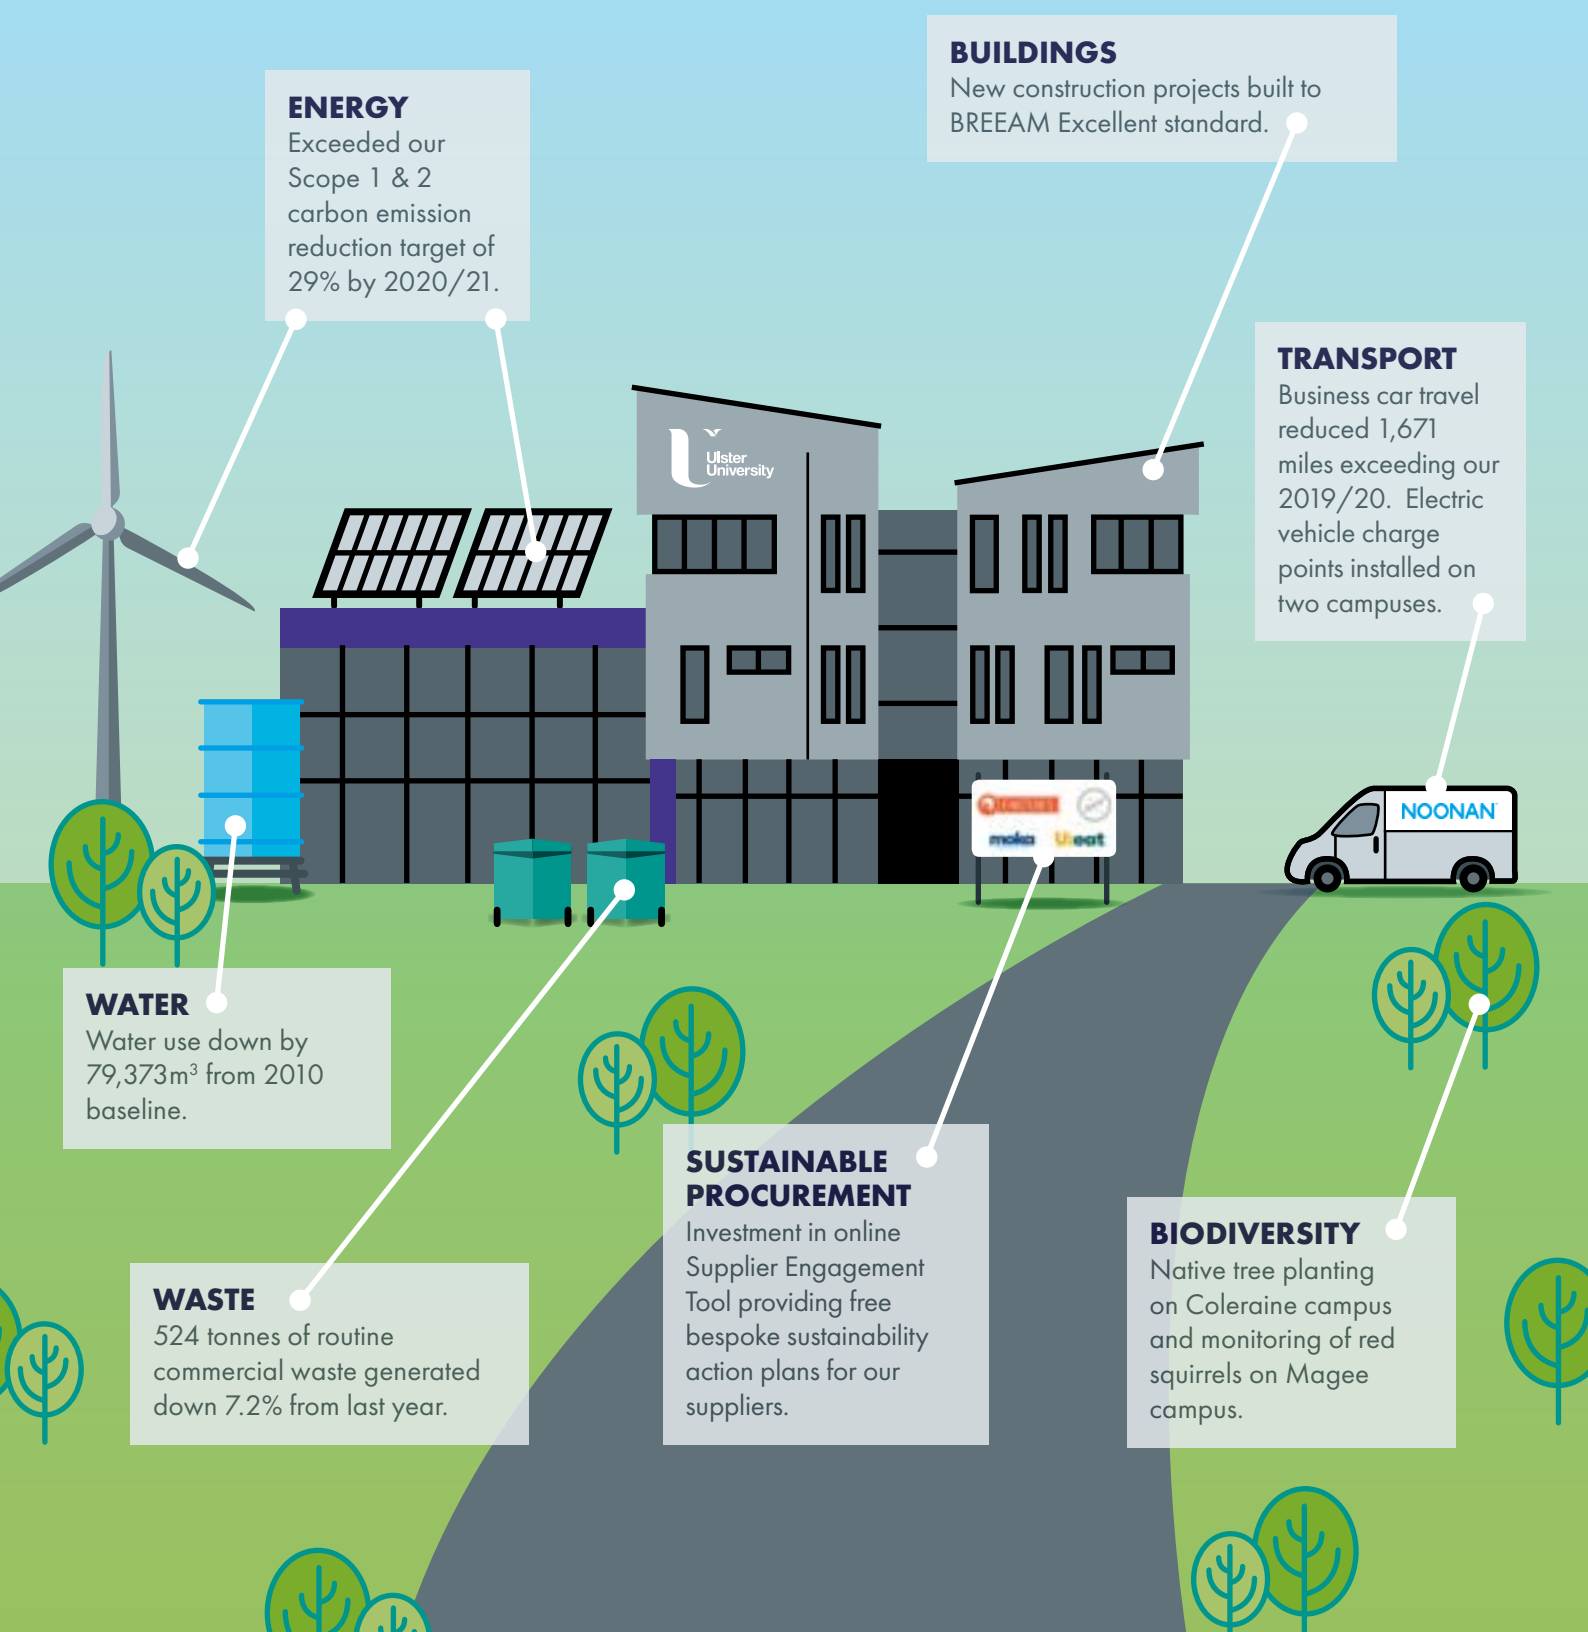 BUILDINGS
New construction projects built to
BREEAM Excellent standard.
ENERGY
Exceeded our
Scope 1 & 2
carbon emission
reduction target of
29% by 2020/21.
TRANSPORT
Business car travel
reduced 1,671
miles exceeding our
2019/20. Electric
vehicle charge
points installed on
two campuses.
Ulster
University
NOONAN
moka
U:eat
WATER
Water use down by
79,373m³ from 2010
baseline.
SUSTAINABLE
PROCUREMENT
Investment in online
Supplier Engagement
Tool providing free
bespoke sustainability
action plans for our
suppliers.
BIODIVERSITY
Native tree planting
on Coleraine campus
and monitoring of red
squirrels on Magee
campus.
WASTE
524 tonnes of routine
commercial waste generated
down 7.2% from last year.